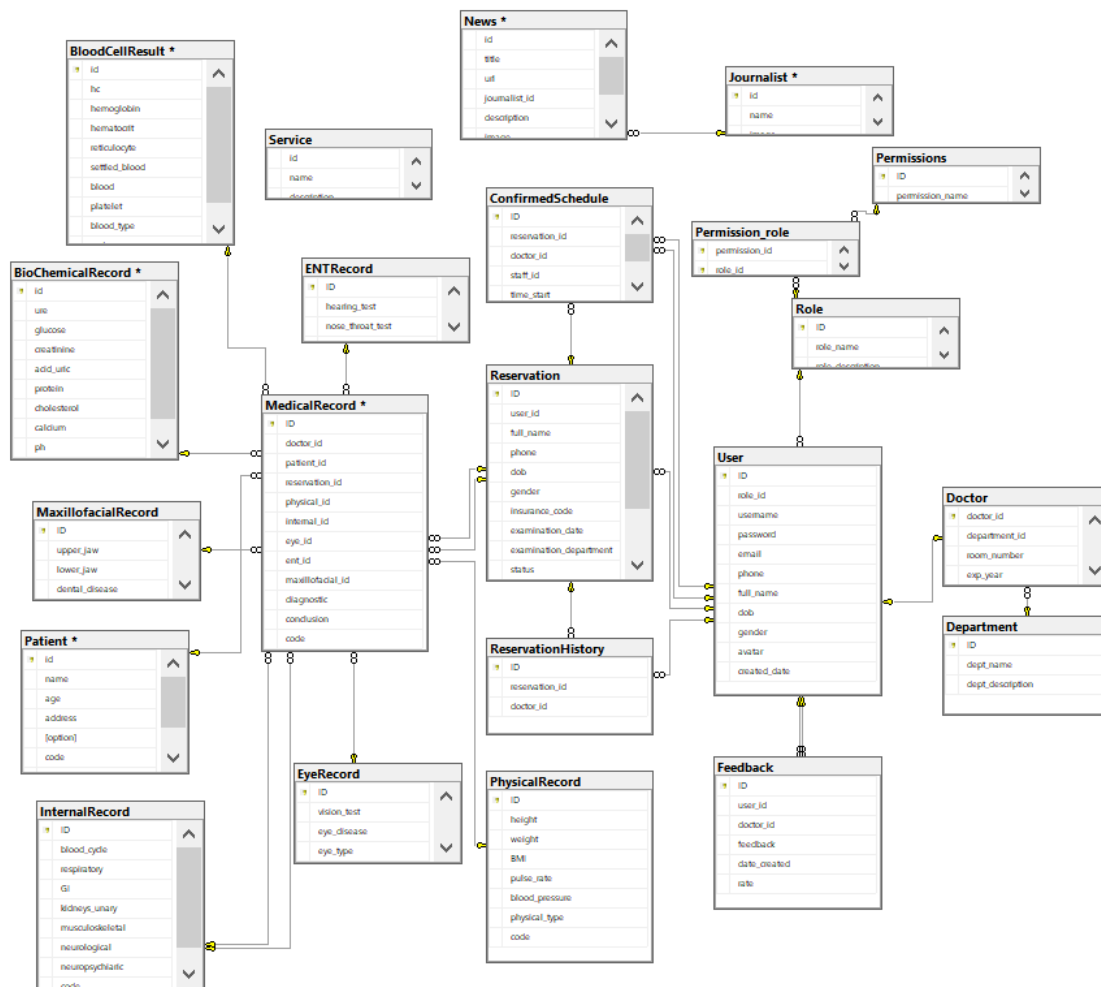 News *
id
title
url
journalist_id
description
image
BloodCellResult *
id
hc
hemoglobin
hematocrit
reticulocyte
settled_blood
blood
platelet
blood_type
Journalist *
id
name
image
Service
id
name
description
Permissions
ID
permission_name
ConfirmedSchedule
ID
reservation_id
doctor_id
staff_id
time_start
Permission_role
permission_id
role_id
BioChemicalRecord *
id
ure
glucose
creatinine
acid_uric
protein
cholesterol
calcium
ph
ENTRecord
ID
hearing_test
nose_throat_test
Role
ID
role_name
role_description
Reservation
ID
user_id
full_name
phone
dob
gender
insurance_code
examination_date
examination_department
status
MedicalRecord *
ID
doctor_id
patient_id
reservation_id
physical_id
internal_id
eye_id
ent_id
maxillofacial_id
diagnostic
conclusion
code
User
ID
role_id
username
password
email
phone
full_name
dob
gender
avatar
created_date
Doctor
doctor_id
department_id
room_number
exp_year
MaxillofacialRecord
ID
upper_jaw
lower_jaw
dental_disease
Department
ID
dept_name
dept_description
Patient *
id
name
age
address
[option]
code
ReservationHistory
ID
reservation_id
doctor_id
Feedback
ID
user_id
doctor_id
feedback
date_created
rate
EyeRecord
ID
vision_test
eye_disease
eye_type
PhysicalRecord
ID
height
weight
BMI
pulse_rate
blood_pressure
physical_type
code
InternalRecord
ID
blood_cycle
respiratory
GI
kidneys_unary
musculoskeletal
neurological
neuropsychiaric
code